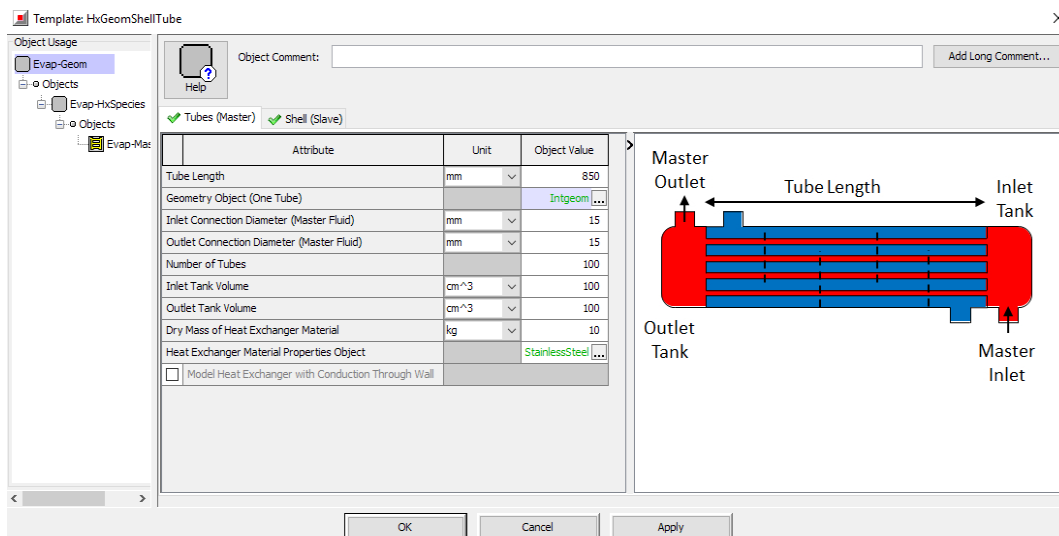 Template: HxGeomShellTube
Object Usage
Evap-Geom
Objects
Evap-HxSpecies
Objects
Evap-Mas
Help
Object Comment:
Add Long Comment...
Tubes (Master)
Shell (Slave)
Attribute Unit Object Value
Tube Length mm 850
Geometry Object (One Tube) Intgeom ...
Inlet Connection Diameter (Master Fluid) mm 15
Outlet Connection Diameter (Master Fluid) mm 15
Number of Tubes 100
Inlet Tank Volume cm^3 100
Outlet Tank Volume cm^3 100
Dry Mass of Heat Exchanger Material kg 10
Heat Exchanger Material Properties Object StainlessSteel ...
Model Heat Exchanger with Conduction Through Wall
Master
Outlet
Tube Length
Inlet
Tank
Outlet
Tank
Master
Inlet
OK Cancel Apply